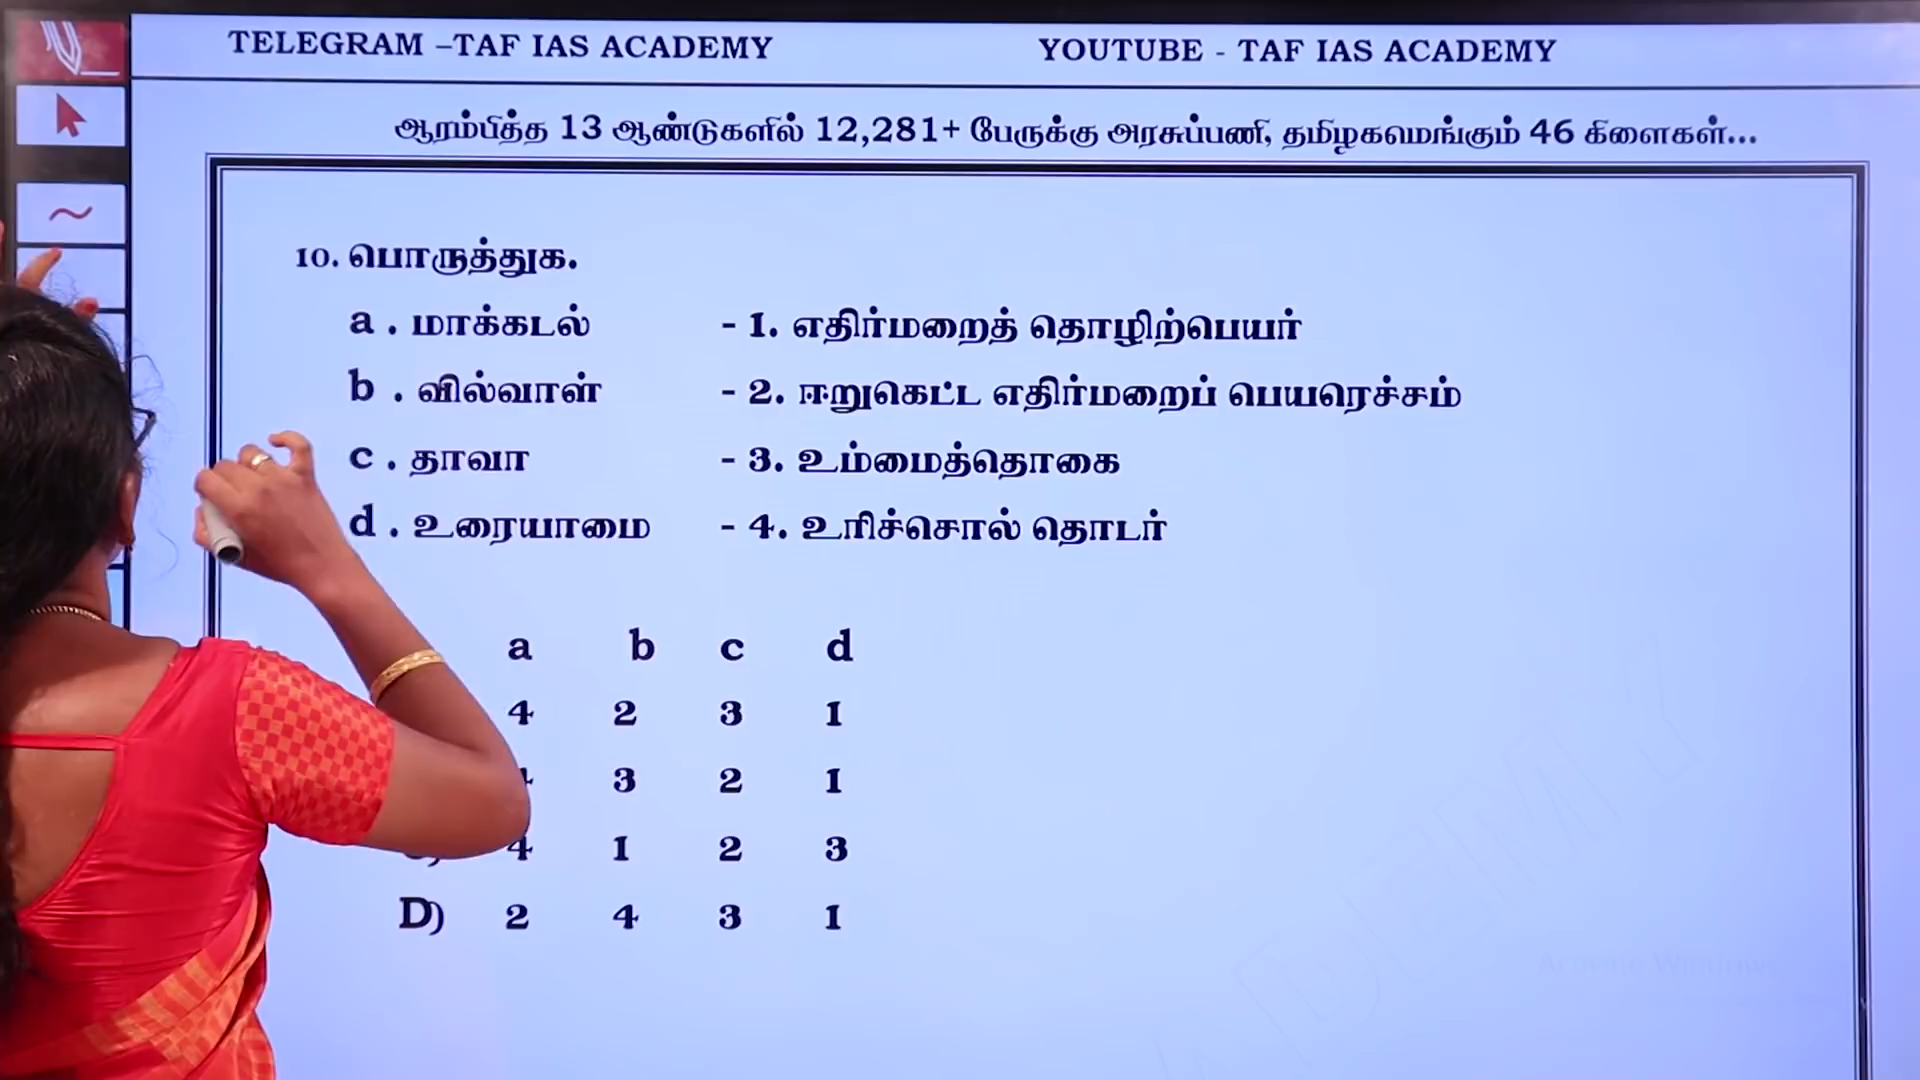 TELEGRAM –TAF IAS ACADEMY YOUTUBE - TAF IAS ACADEMY
ஆரம்பித்த 13 ஆண்டுகளில் 12,281+ பேருக்கு அரசுப்பணி, தமிழகமெங்கும் 46 கிளைகள்...
10. பொருத்துக.
a . மாக்கடல் - 1. எதிர்மறைத் தொழிற்பெயர்
b . வில்வாள் - 2. ஈறுகெட்ட எதிர்மறைப் பெயரெச்சம்
c . தாவா - 3. உம்மைத்தொகை
d . உரையாமை - 4. உரிச்சொல் தொடர்
a b c d
4 2 3 1
3 2 1
4 1 2 3
D) 2 4 3 1